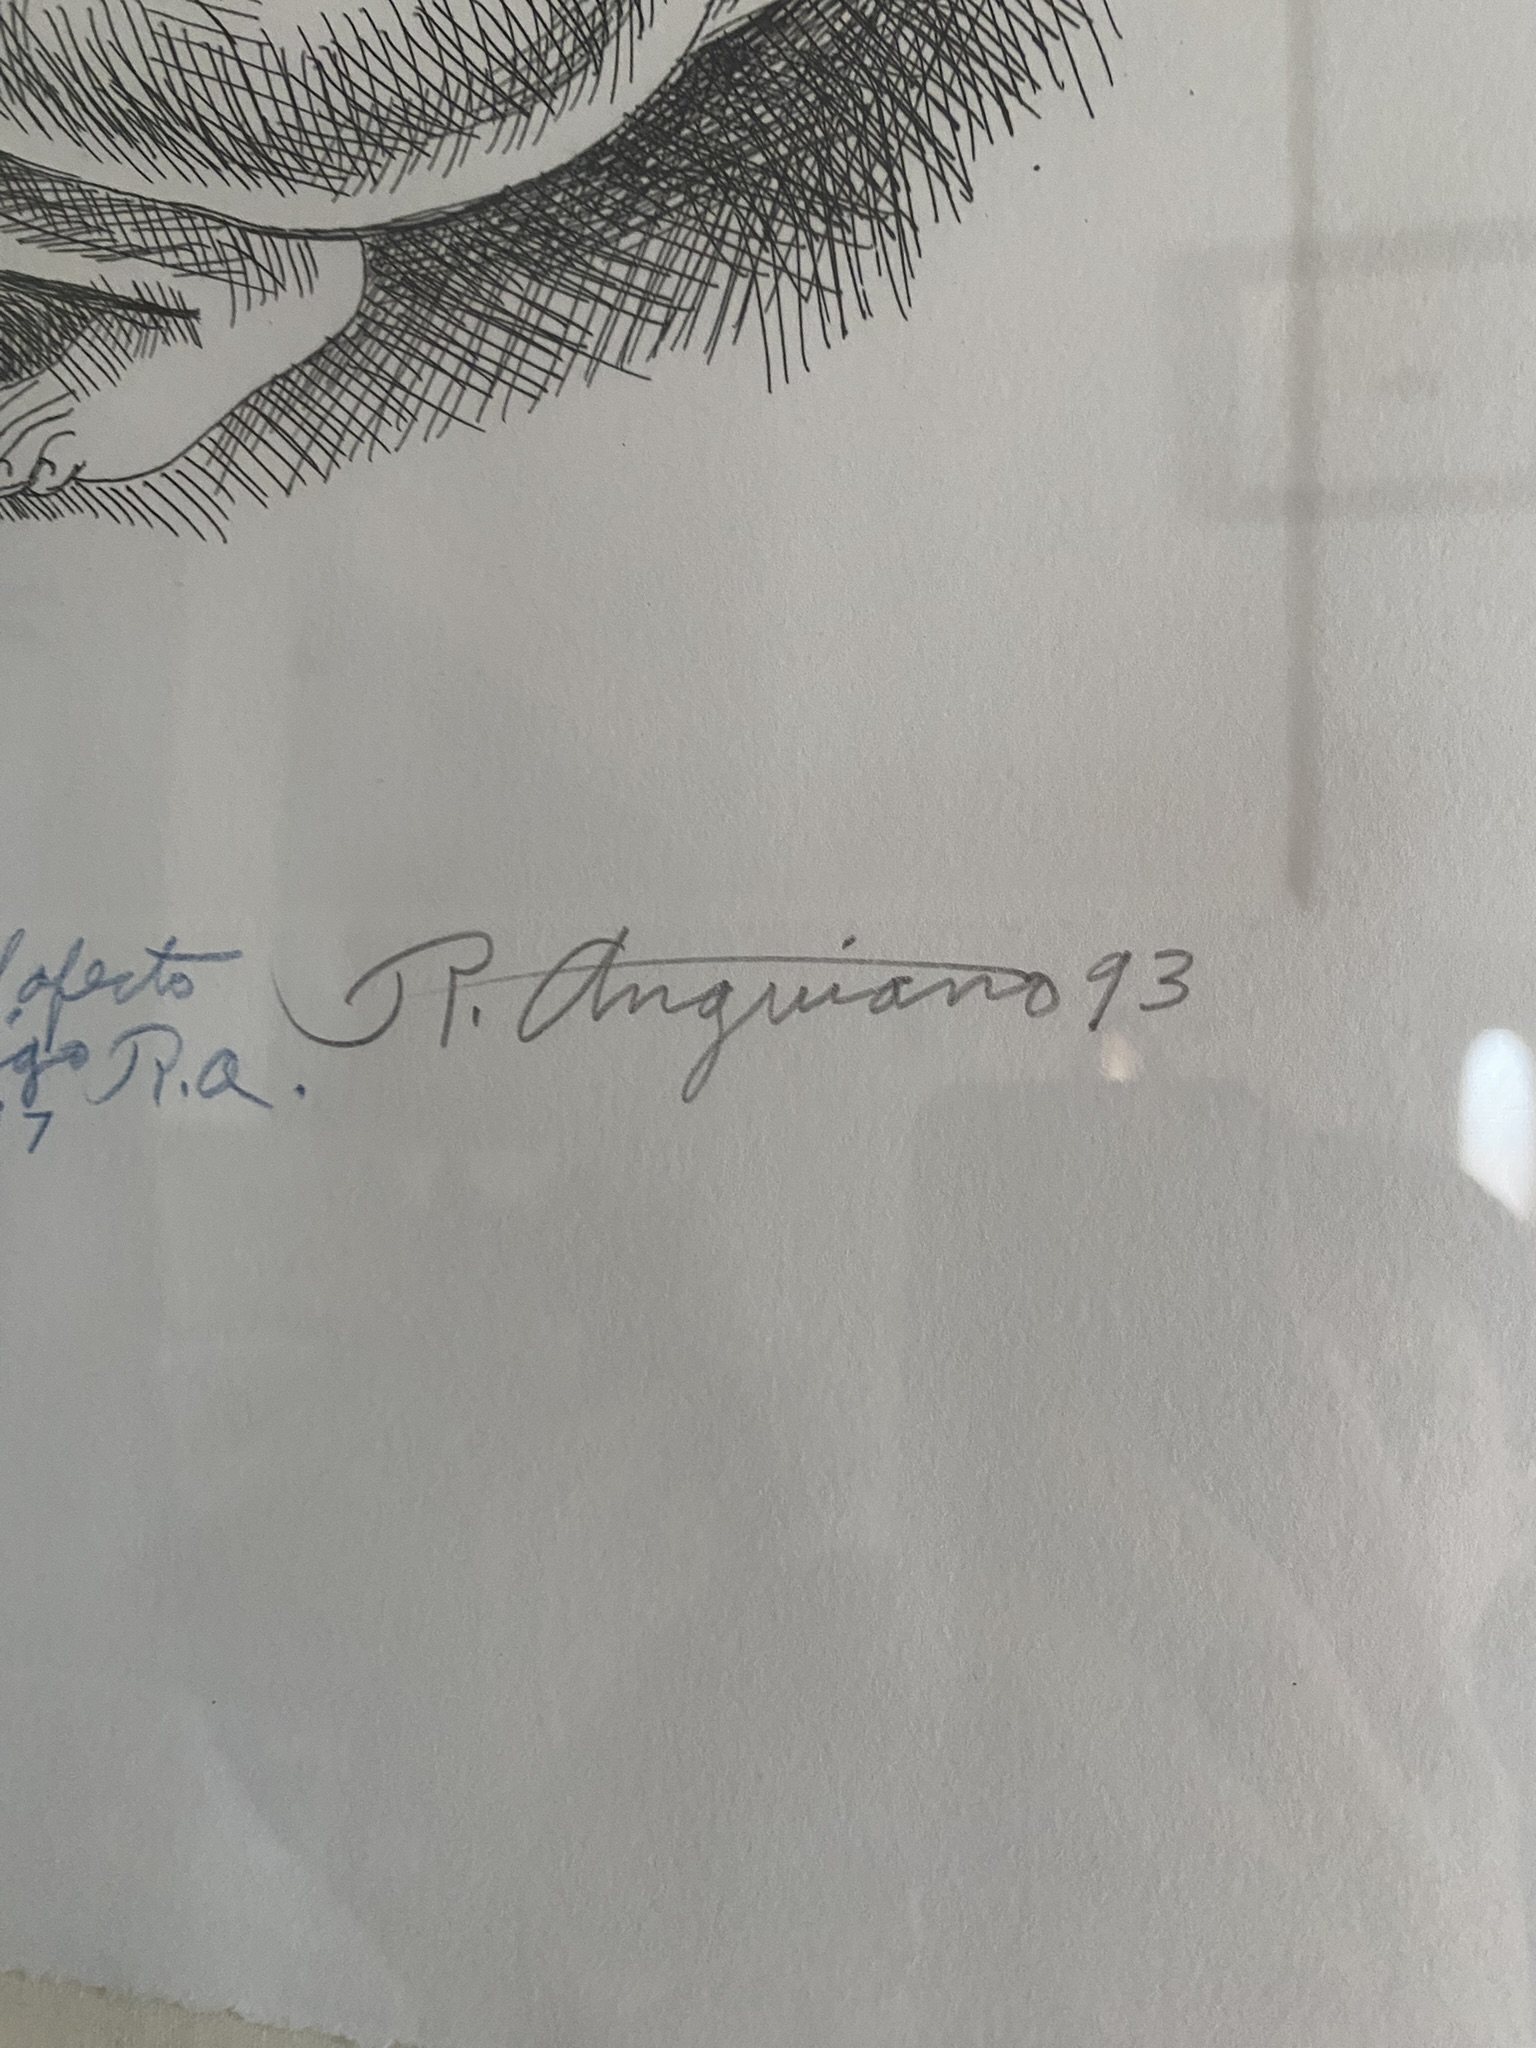 afecto
R. Anguiano 93
R.A.
7